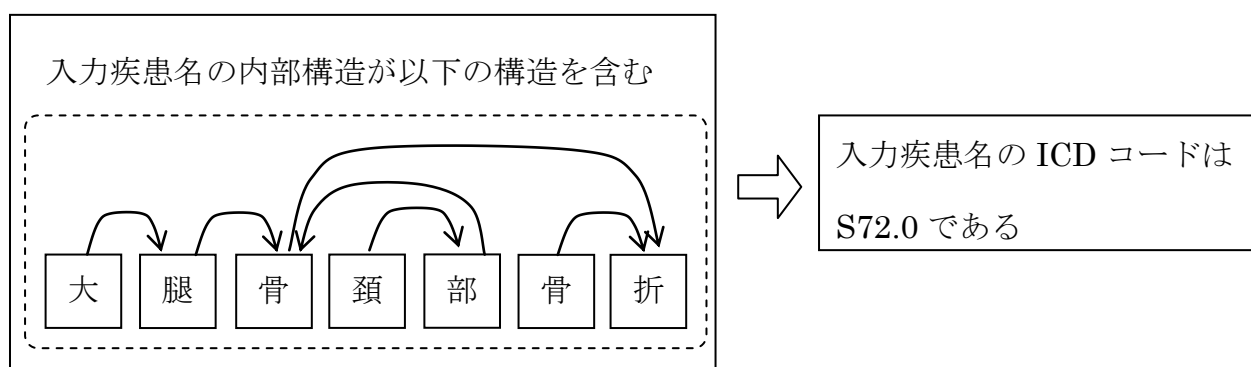 入力疾患名の内部構造が以下の構造を含む
大 腿 骨 頚 部 骨 折
入力疾患名の ICD コードは
S72.0 である